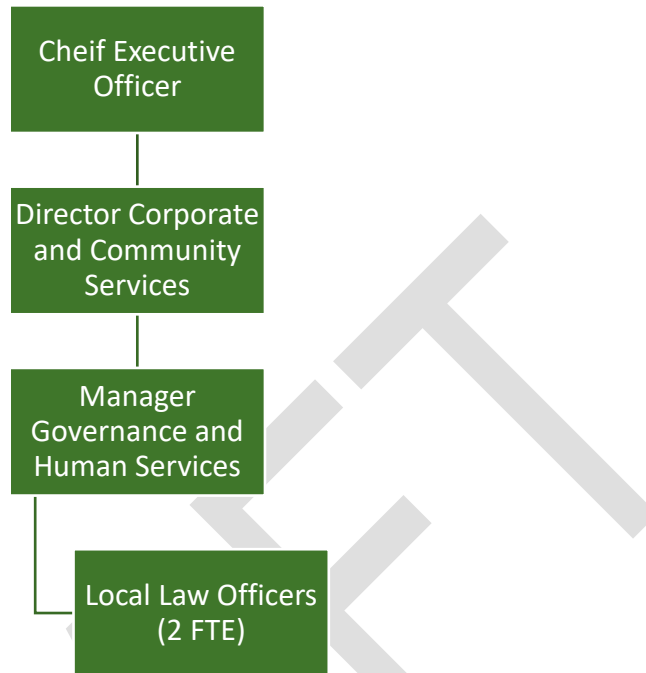 Cheif Executive
Officer
Director Corporate
and Community
Services
Manager
Governance and
Human Services
Local Law Officers
(2 FTE)